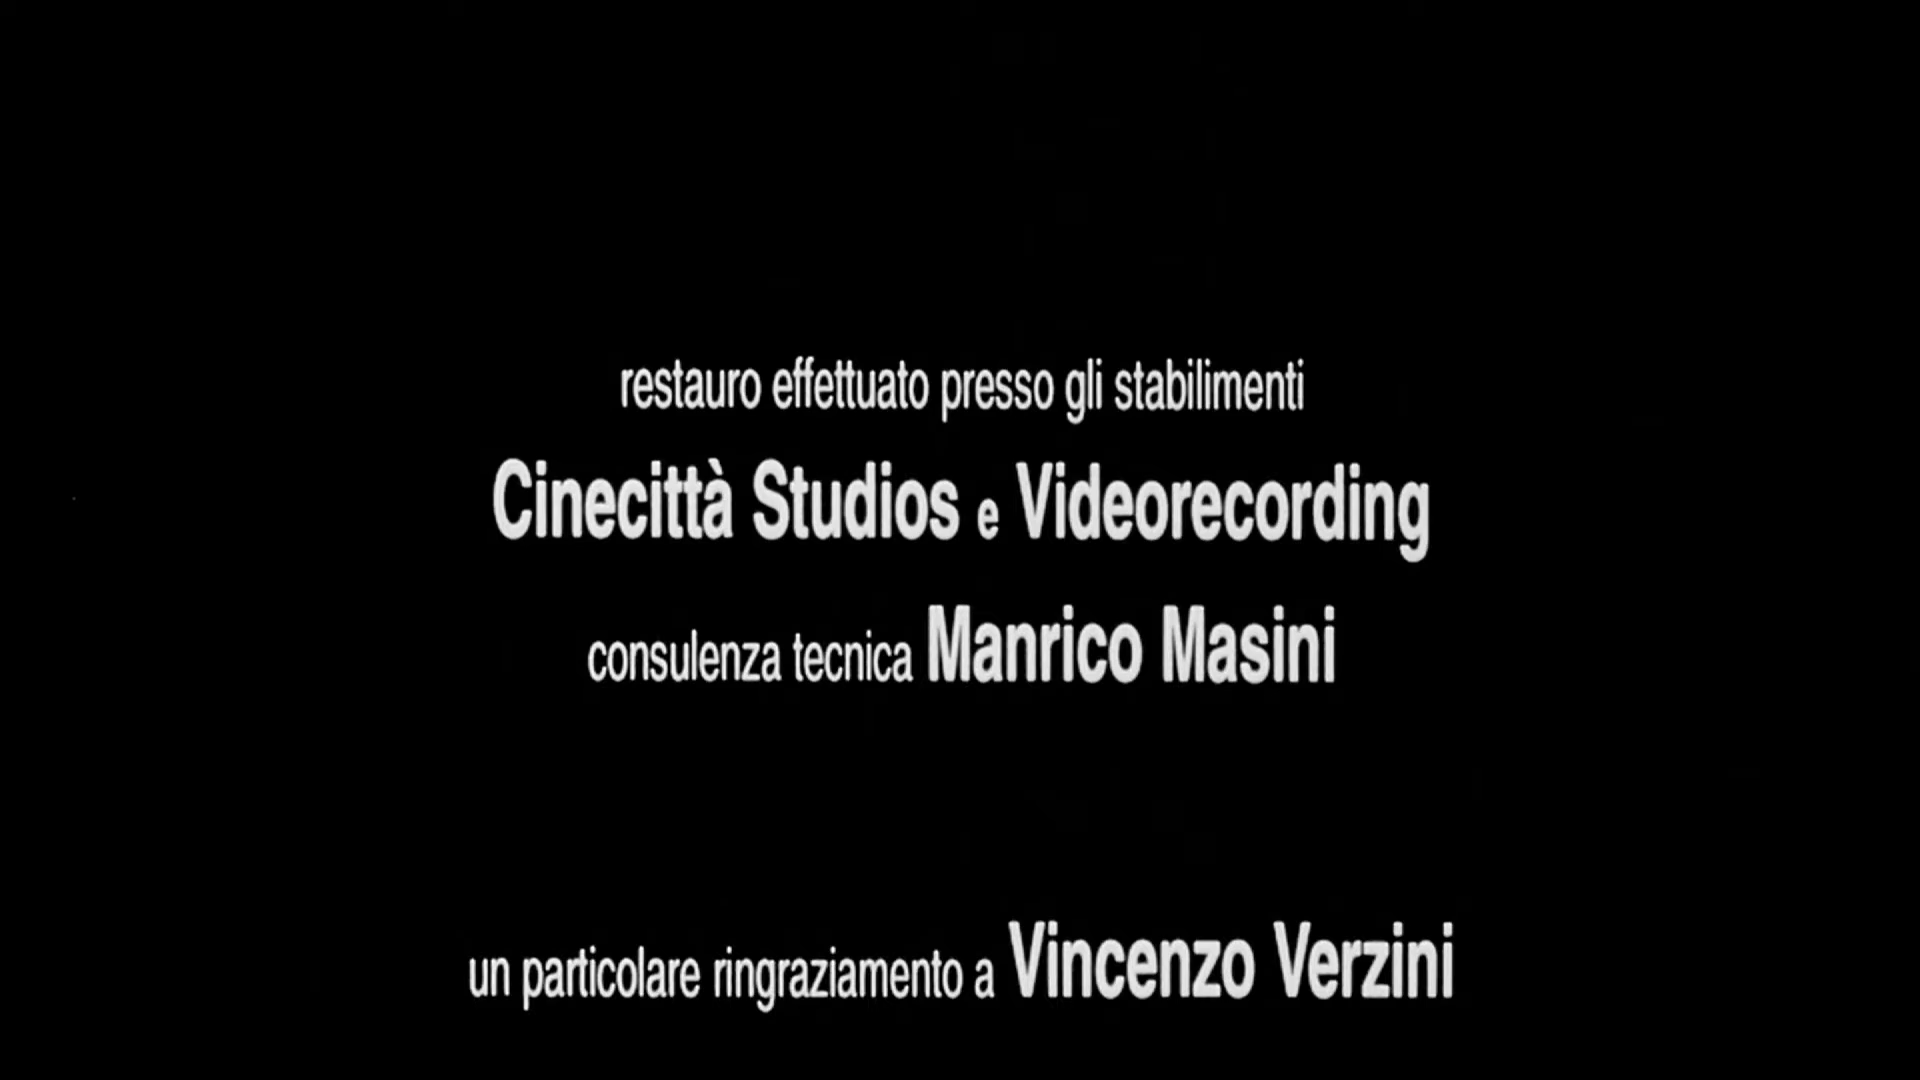 restauro effettuato presso gli stabilimenti
Cinecittà Studios e Videorecording
consulenza tecnica Manrico Masini
un particolare ringraziamento a Vincenzo Verzini